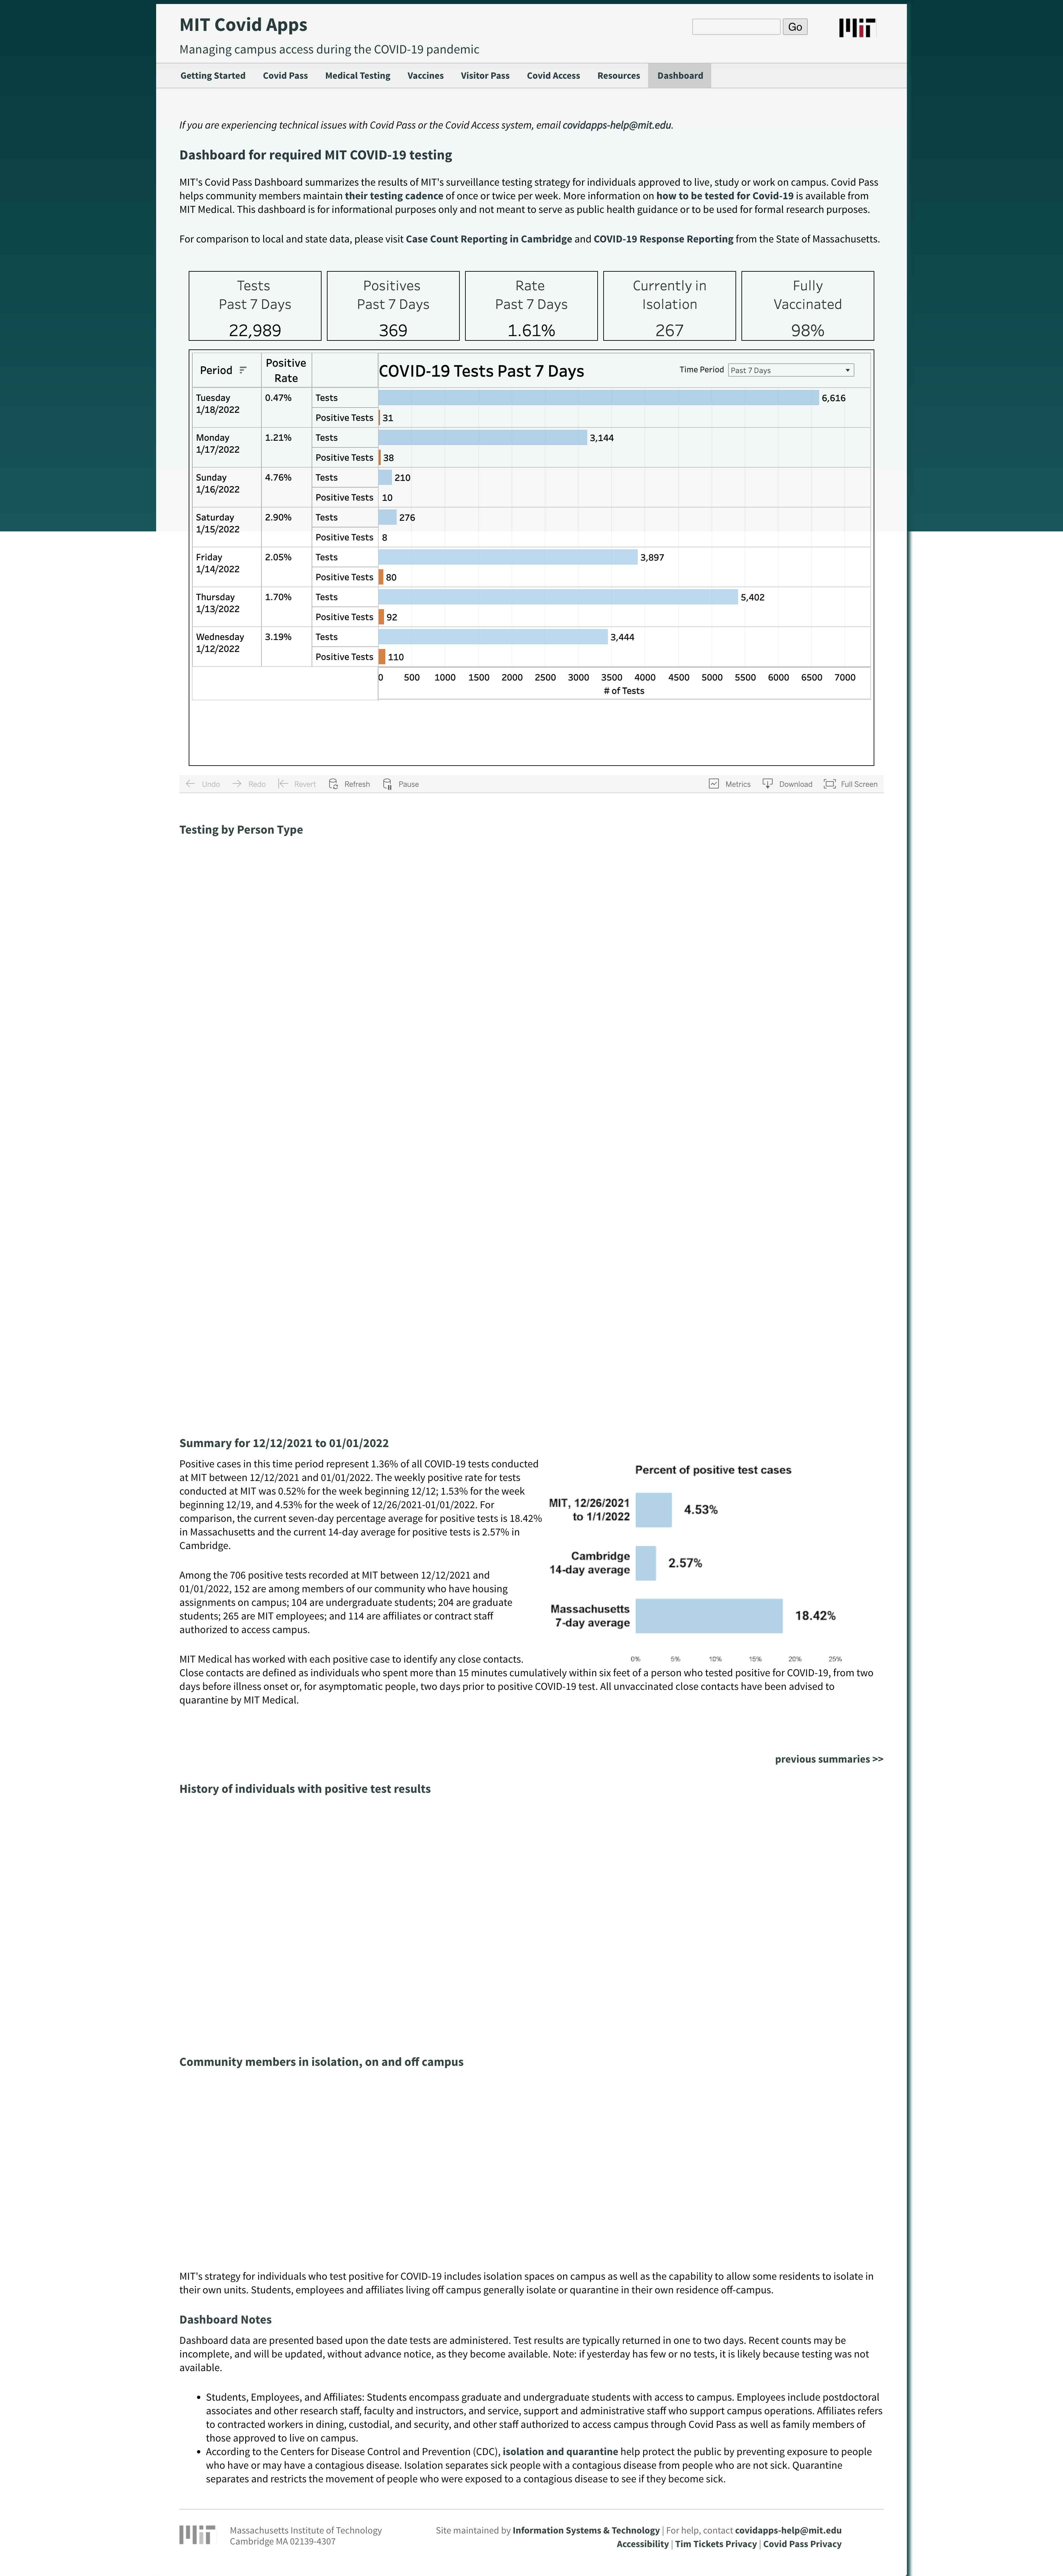 MIT Covid Apps
Go
MIT
Managing campus access during the COVID-19 pandemic
Getting Started Covid Pass Medical Testing Vaccines Visitor Pass Covid Access Resources Dashboard
If you are experiencing technical issues with Covid Pass or the Covid Access system, email covidapps-help@mit.edu.
Dashboard for required MIT COVID-19 testing
MIT's Covid Pass Dashboard summarizes the results of MIT's surveillance testing strategy for individuals approved to live, study or work on campus. Covid Pass
helps community members maintain their testing cadence of once or twice per week. More information on how to be tested for Covid-19 is available from
MIT Medical. This dashboard is for informational purposes only and not meant to serve as public health guidance or to be used for formal research purposes.
For comparison to local and state data, please visit Case Count Reporting in Cambridge and COVID-19 Response Reporting from the State of Massachusetts.
Tests
Past 7 Days
22,989
Positives
Past 7 Days
369
Rate
Past 7 Days
1.61%
Currently in
Isolation
267
Fully
Vaccinated
98%
Period
Positive
Rate
COVID-19 Tests Past 7 Days
Time Period Past 7 Days
Tuesday
1/18/2022
0.47%
Tests 6,616
Positive Tests 31
Monday
1/17/2022
1.21%
Tests 3,144
Positive Tests 38
Sunday
1/16/2022
4.76%
Tests 210
Positive Tests 10
Saturday
1/15/2022
2.90%
Tests 276
Positive Tests 8
Friday
1/14/2022
2.05%
Tests 3,897
Positive Tests 80
Thursday
1/13/2022
1.70%
Tests 5,402
Positive Tests 92
Wednesday
1/12/2022
3.19%
Tests 3,444
Positive Tests 110
0 500 1000 1500 2000 2500 3000 3500 4000 4500 5000 5500 6000 6500 7000
# of Tests
Undo Redo Revert Refresh Pause Metrics Download Full Screen
Testing by Person Type
Summary for 12/12/2021 to 01/01/2022
Positive cases in this time period represent 1.36% of all COVID-19 tests conducted
at MIT between 12/12/2021 and 01/01/2022. The weekly positive rate for tests
conducted at MIT was 0.52% for the week beginning 12/12; 1.53% for the week
beginning 12/19, and 4.53% for the week of 12/26/2021-01/01/2022. For
comparison, the current seven-day percentage average for positive tests is 18.42%
in Massachusetts and the current 14-day average for positive tests is 2.57% in
Cambridge.
Among the 706 positive tests recorded at MIT between 12/12/2021 and
01/01/2022, 152 are among members of our community who have housing
assignments on campus; 104 are undergraduate students; 204 are graduate
students; 265 are MIT employees; and 114 are affiliates or contract staff
authorized to access campus.
Percent of positive test cases
MIT, 12/26/2021
to 1/1/2022
4.53%
Cambridge
14-day average
2.57%
Massachusetts
7-day average
18.42%
0% 5% 10% 15% 20% 25%
MIT Medical has worked with each positive case to identify any close contacts.
Close contacts are defined as individuals who spent more than 15 minutes cumulatively within six feet of a person who tested positive for COVID-19, from two
days before illness onset or, for asymptomatic people, two days prior to positive COVID-19 test. All unvaccinated close contacts have been advised to
quarantine by MIT Medical.
previous summaries >>
History of individuals with positive test results
Community members in isolation, on and off campus
MIT's strategy for individuals who test positive for COVID-19 includes isolation spaces on campus as well as the capability to allow some residents to isolate in
their own units. Students, employees and affiliates living off campus generally isolate or quarantine in their own residence off-campus.
Dashboard Notes
Dashboard data are presented based upon the date tests are administered. Test results are typically returned in one to two days. Recent counts may be
incomplete, and will be updated, without advance notice, as they become available. Note: if yesterday has few or no tests, it is likely because testing was not
available.
• Students, Employees, and Affiliates: Students encompass graduate and undergraduate students with access to campus. Employees include postdoctoral
associates and other research staff, faculty and instructors, and service, support and administrative staff who support campus operations. Affiliates refers
to contracted workers in dining, custodial, and security, and other staff authorized to access campus through Covid Pass as well as family members of
those approved to live on campus.
• According to the Centers for Disease Control and Prevention (CDC), isolation and quarantine help protect the public by preventing exposure to people
who have or may have a contagious disease. Isolation separates sick people with a contagious disease from people who are not sick. Quarantine
separates and restricts the movement of people who were exposed to a contagious disease to see if they become sick.
MIT
Massachusetts Institute of Technology
Cambridge MA 02139-4307
Site maintained by Information Systems & Technology | For help, contact covidapps-help@mit.edu
Accessibility | Tim Tickets Privacy | Covid Pass Privacy